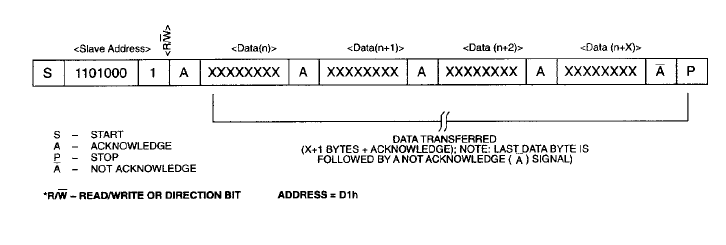 <Slave Address> <R/W̅> <Data(n)> <Data(n+1)> <Data (n+2)> <Data (n+X)>
S 1101000 1 A XXXXXXXX A XXXXXXXX A XXXXXXXX A XXXXXXXX A̅ P
S – START
A – ACKNOWLEDGE
P – STOP
A̅ – NOT ACKNOWLEDGE
DATA TRANSFERRED
(X+1 BYTES + ACKNOWLEDGE); NOTE: LAST DATA BYTE IS
FOLLOWED BY A NOT ACKNOWLEDGE ( A̅ ) SIGNAL)
*R/W̅ – READ/WRITE OR DIRECTION BIT ADDRESS = D1h